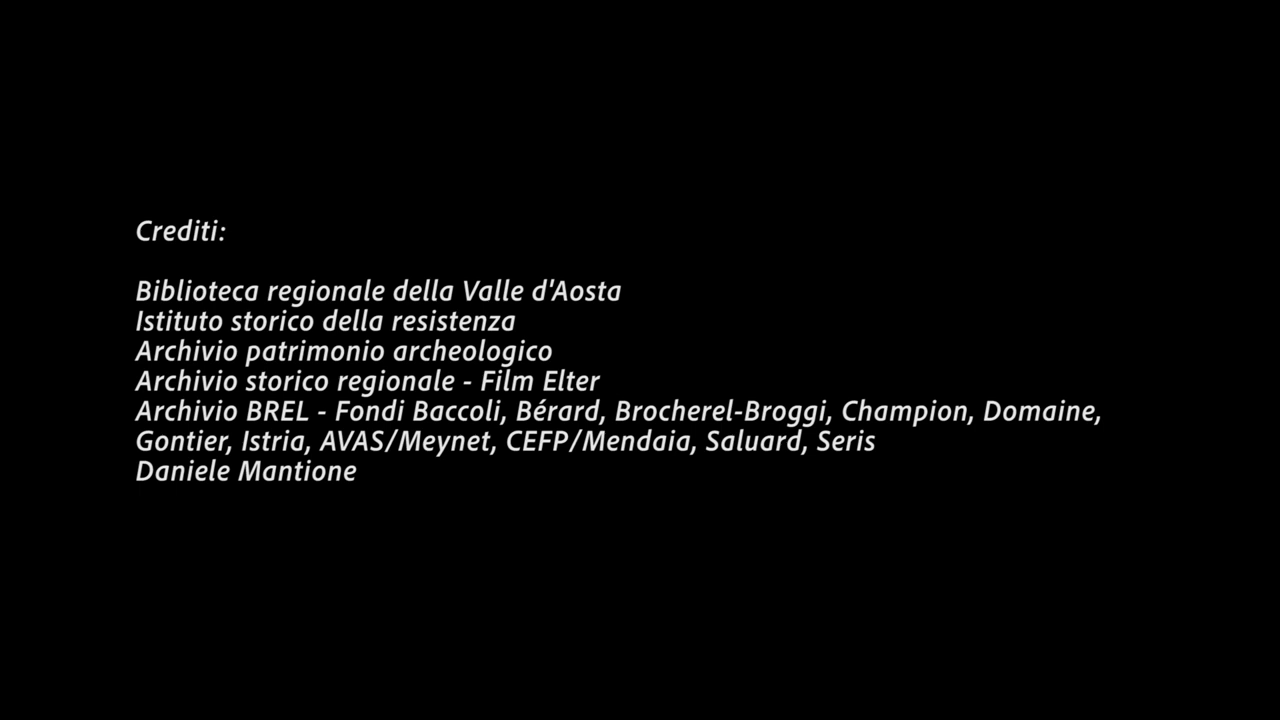 Crediti:
Biblioteca regionale della Valle d'Aosta
Istituto storico della resistenza
Archivio patrimonio archeologico
Archivio storico regionale - Film Elter
Archivio BREL - Fondi Baccoli, Bérard, Brocherel-Broggi, Champion, Domaine,
Gontier, Istria, AVAS/Meynet, CEFP/Mendaia, Saluard, Seris
Daniele Mantione